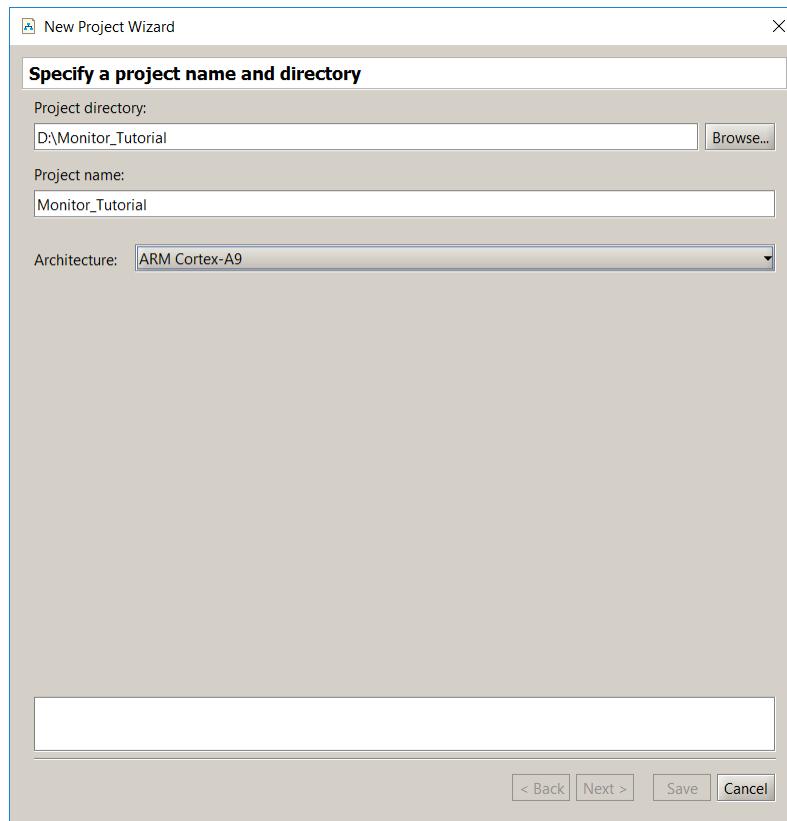 New Project Wizard
Specify a project name and directory
Project directory:
D:\Monitor_Tutorial Browse...
Project name:
Monitor_Tutorial
Architecture: ARM Cortex-A9
< Back Next > Save Cancel